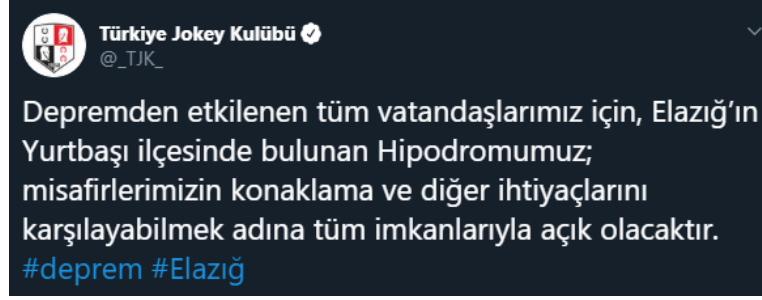 Türkiye Jokey Kulübü
@_TJK_
Depremden etkilenen tüm vatandaşlarımız için, Elazığ’ın
Yurtbaşı ilçesinde bulunan Hipodromumuz;
misafirlerimizin konaklama ve diğer ihtiyaçlarını
karşılayabilmek adına tüm imkanlarıyla açık olacaktır.
#deprem #Elazığ